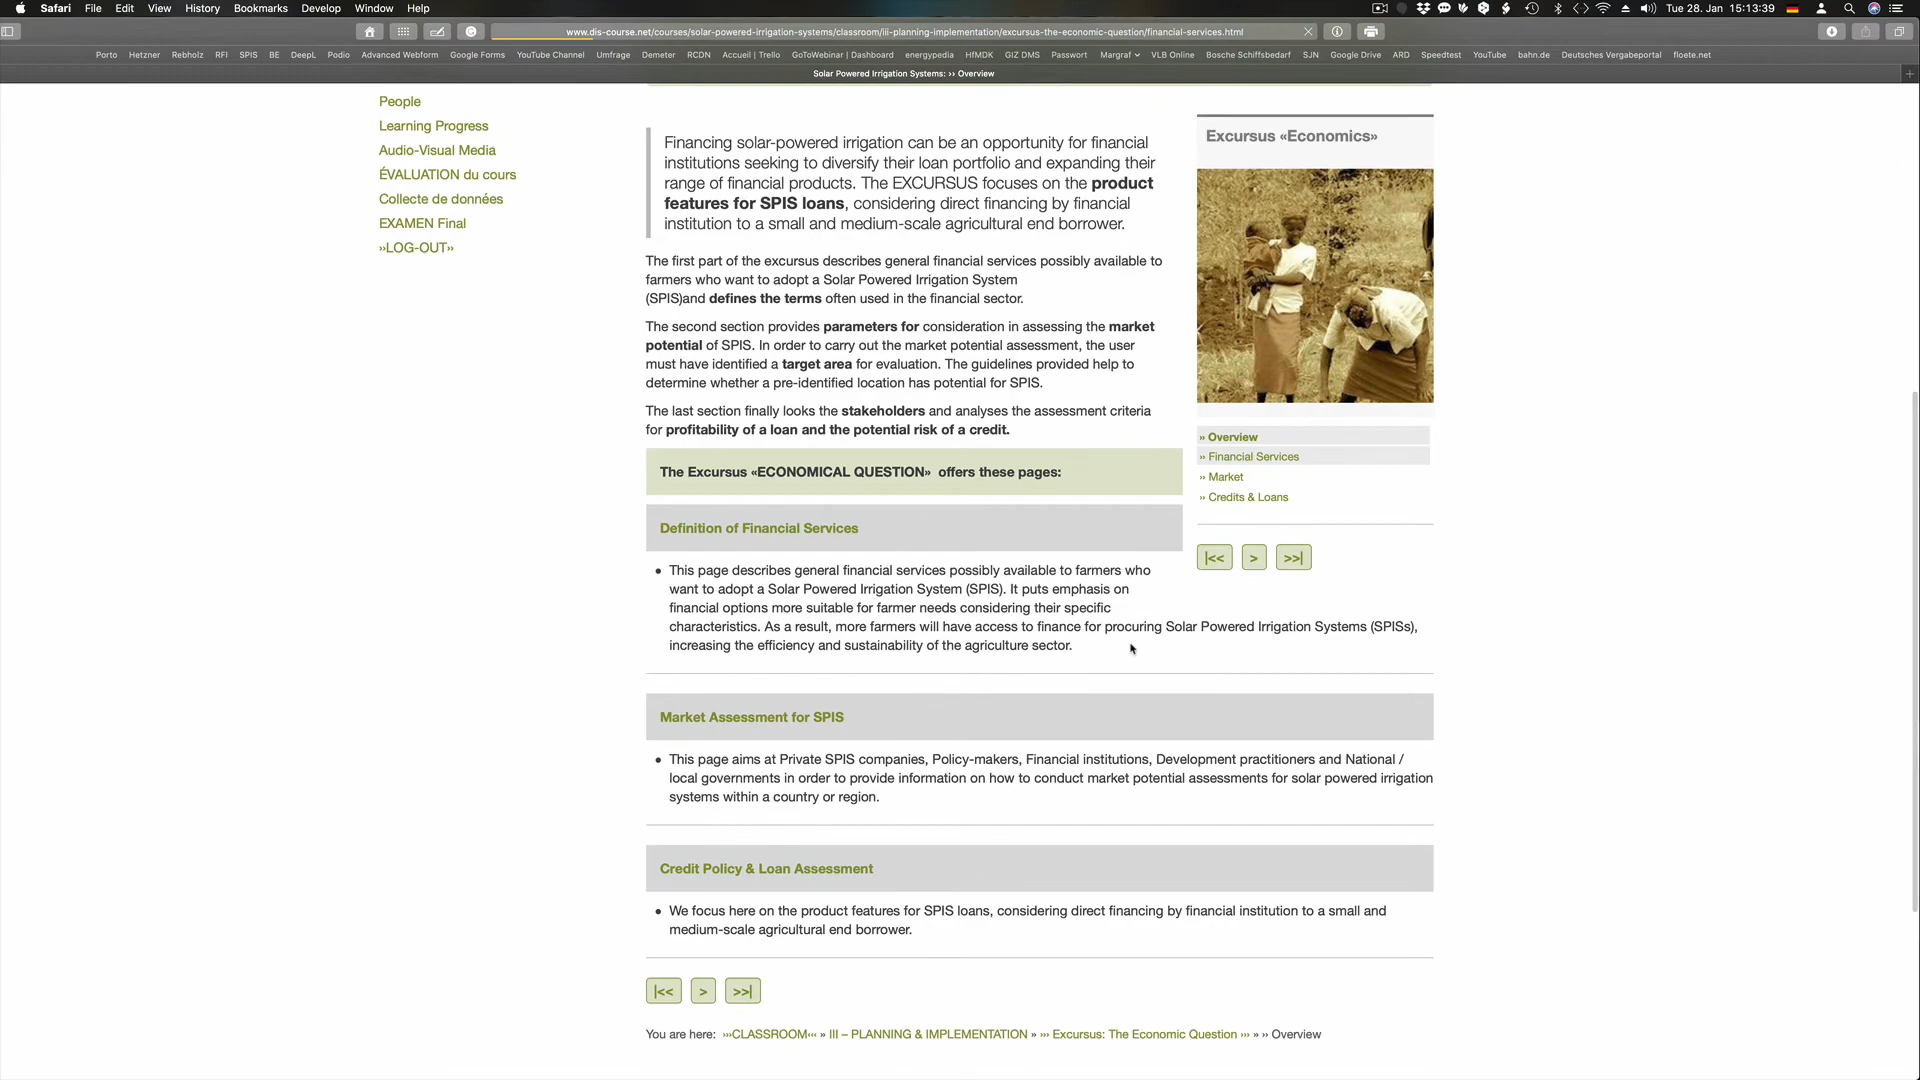 Safari File Edit View History Bookmarks Develop Window Help Tue 28. Jan 15:13:39
www.dis-course.net/courses/solar-powered-irrigation-systems/classroom/iii-planning-implementation/excursus-the-economic-question/financial-services.html
Porto Hetzner Rebholz RFI SPIS BE DeepL Podio Advanced Webform Google Forms YouTube Channel Umfrage Demeter RCDN Accueil | Trello GoToWebinar | Dashboard energypedia HfMDK GIZ DMS Passwort Margraf VLB Online Bosche Schiffsbedarf SJN Google Drive ARD Speedtest YouTube bahn.de Deutsches Vergabeportal floete.net
Solar Powered Irrigation Systems: ›› Overview
People
Learning Progress
Audio-Visual Media
ÉVALUATION du cours
Collecte de données
EXAMEN Final
››LOG-OUT››
Financing solar-powered irrigation can be an opportunity for financial
institutions seeking to diversify their loan portfolio and expanding their
range of financial products. The EXCURSUS focuses on the product
features for SPIS loans, considering direct financing by financial
institution to a small and medium-scale agricultural end borrower.
The first part of the excursus describes general financial services possibly available to
farmers who want to adopt a Solar Powered Irrigation System
(SPIS)and defines the terms often used in the financial sector.
The second section provides parameters for consideration in assessing the market
potential of SPIS. In order to carry out the market potential assessment, the user
must have identified a target area for evaluation. The guidelines provided help to
determine whether a pre-identified location has potential for SPIS.
The last section finally looks the stakeholders and analyses the assessment criteria
for profitability of a loan and the potential risk of a credit.
The Excursus «ECONOMICAL QUESTION» offers these pages:
Definition of Financial Services
• This page describes general financial services possibly available to farmers who
want to adopt a Solar Powered Irrigation System (SPIS). It puts emphasis on
financial options more suitable for farmer needs considering their specific
characteristics. As a result, more farmers will have access to finance for procuring Solar Powered Irrigation Systems (SPISs),
increasing the efficiency and sustainability of the agriculture sector.
Market Assessment for SPIS
• This page aims at Private SPIS companies, Policy-makers, Financial institutions, Development practitioners and National /
local governments in order to provide information on how to conduct market potential assessments for solar powered irrigation
systems within a country or region.
Credit Policy & Loan Assessment
• We focus here on the product features for SPIS loans, considering direct financing by financial institution to a small and
medium-scale agricultural end borrower.
|<< > >>|
You are here: ›››CLASSROOM‹‹‹ » III – PLANNING & IMPLEMENTATION » ››› Excursus: The Economic Question ››› » ›› Overview
Excursus «Economics»
›› Overview
›› Financial Services
›› Market
›› Credits & Loans
|<< > >>|